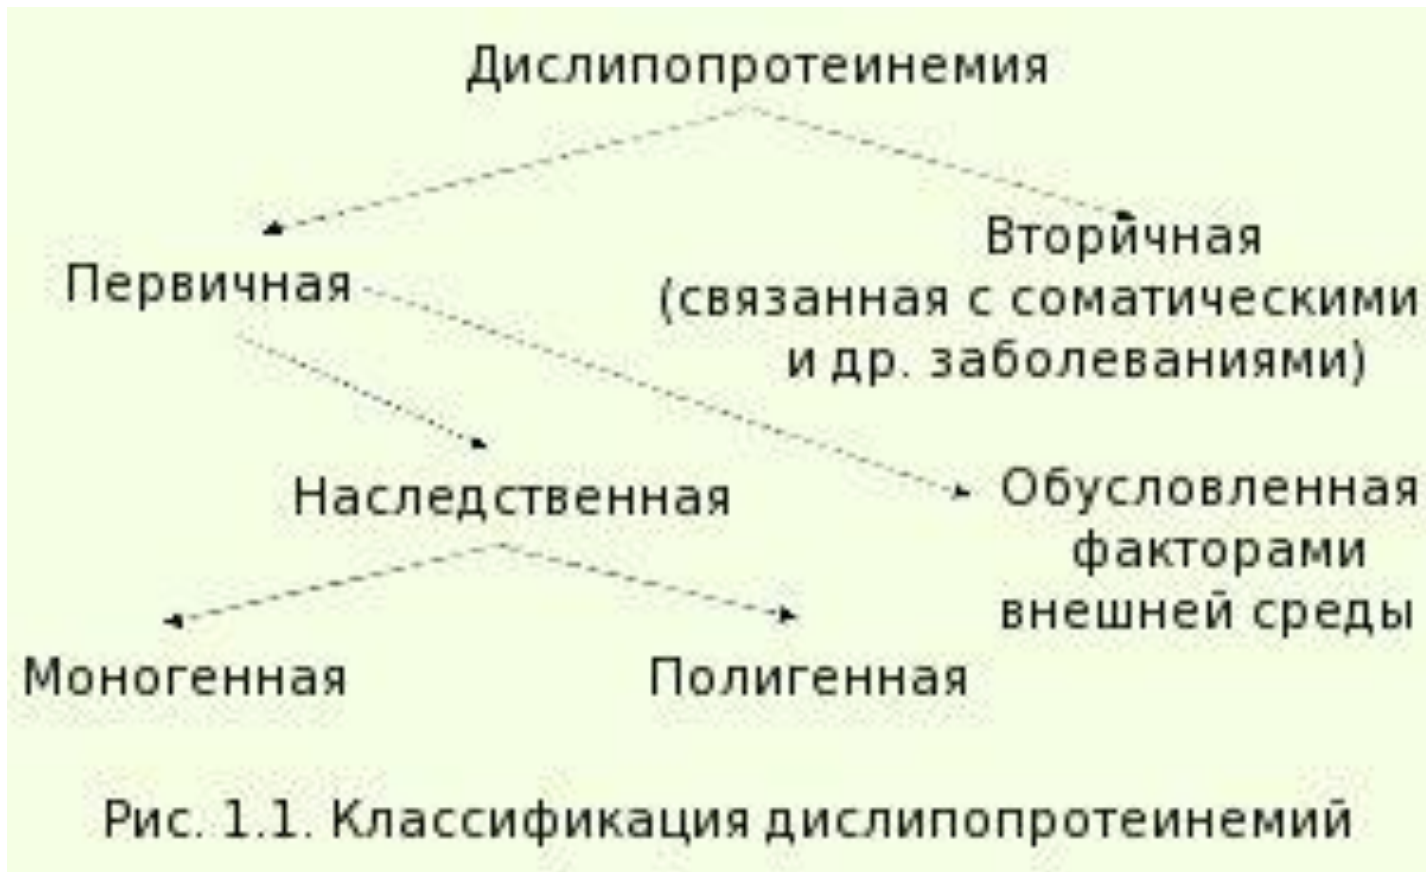 Дислипопротеинемия
Первичная
Вторичная
(связанная с соматическими
и др. заболеваниями)
Наследственная
Обусловленная
факторами
внешней среды
Моногенная
Полигенная
Рис. 1.1. Классификация дислипопротеинемий